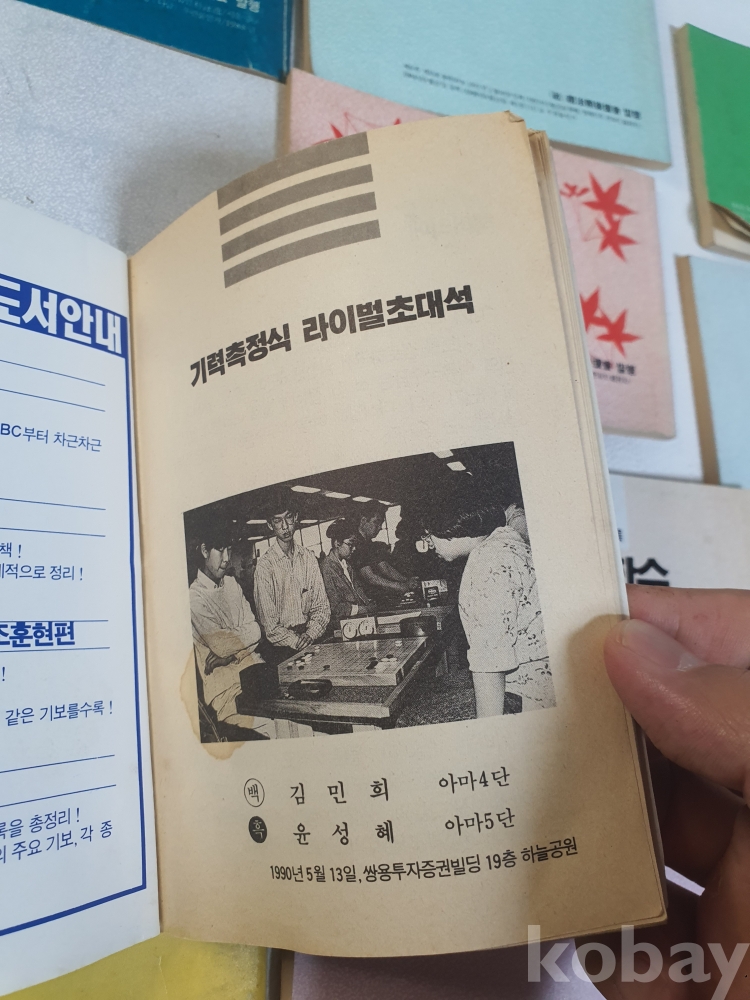 도서안내
BC부터 차근차근
책 !
체적으로 정리 !
조훈현편
!
같은 기보를수록 !
록을 총정리 !
주요 기보, 각 종
기력측정식 라이벌초대석
백 김민희 아마4단
흑 윤성혜 아마5단
1990년 5월 13일, 쌍용투자증권빌딩 19층 하늘공원
kobay